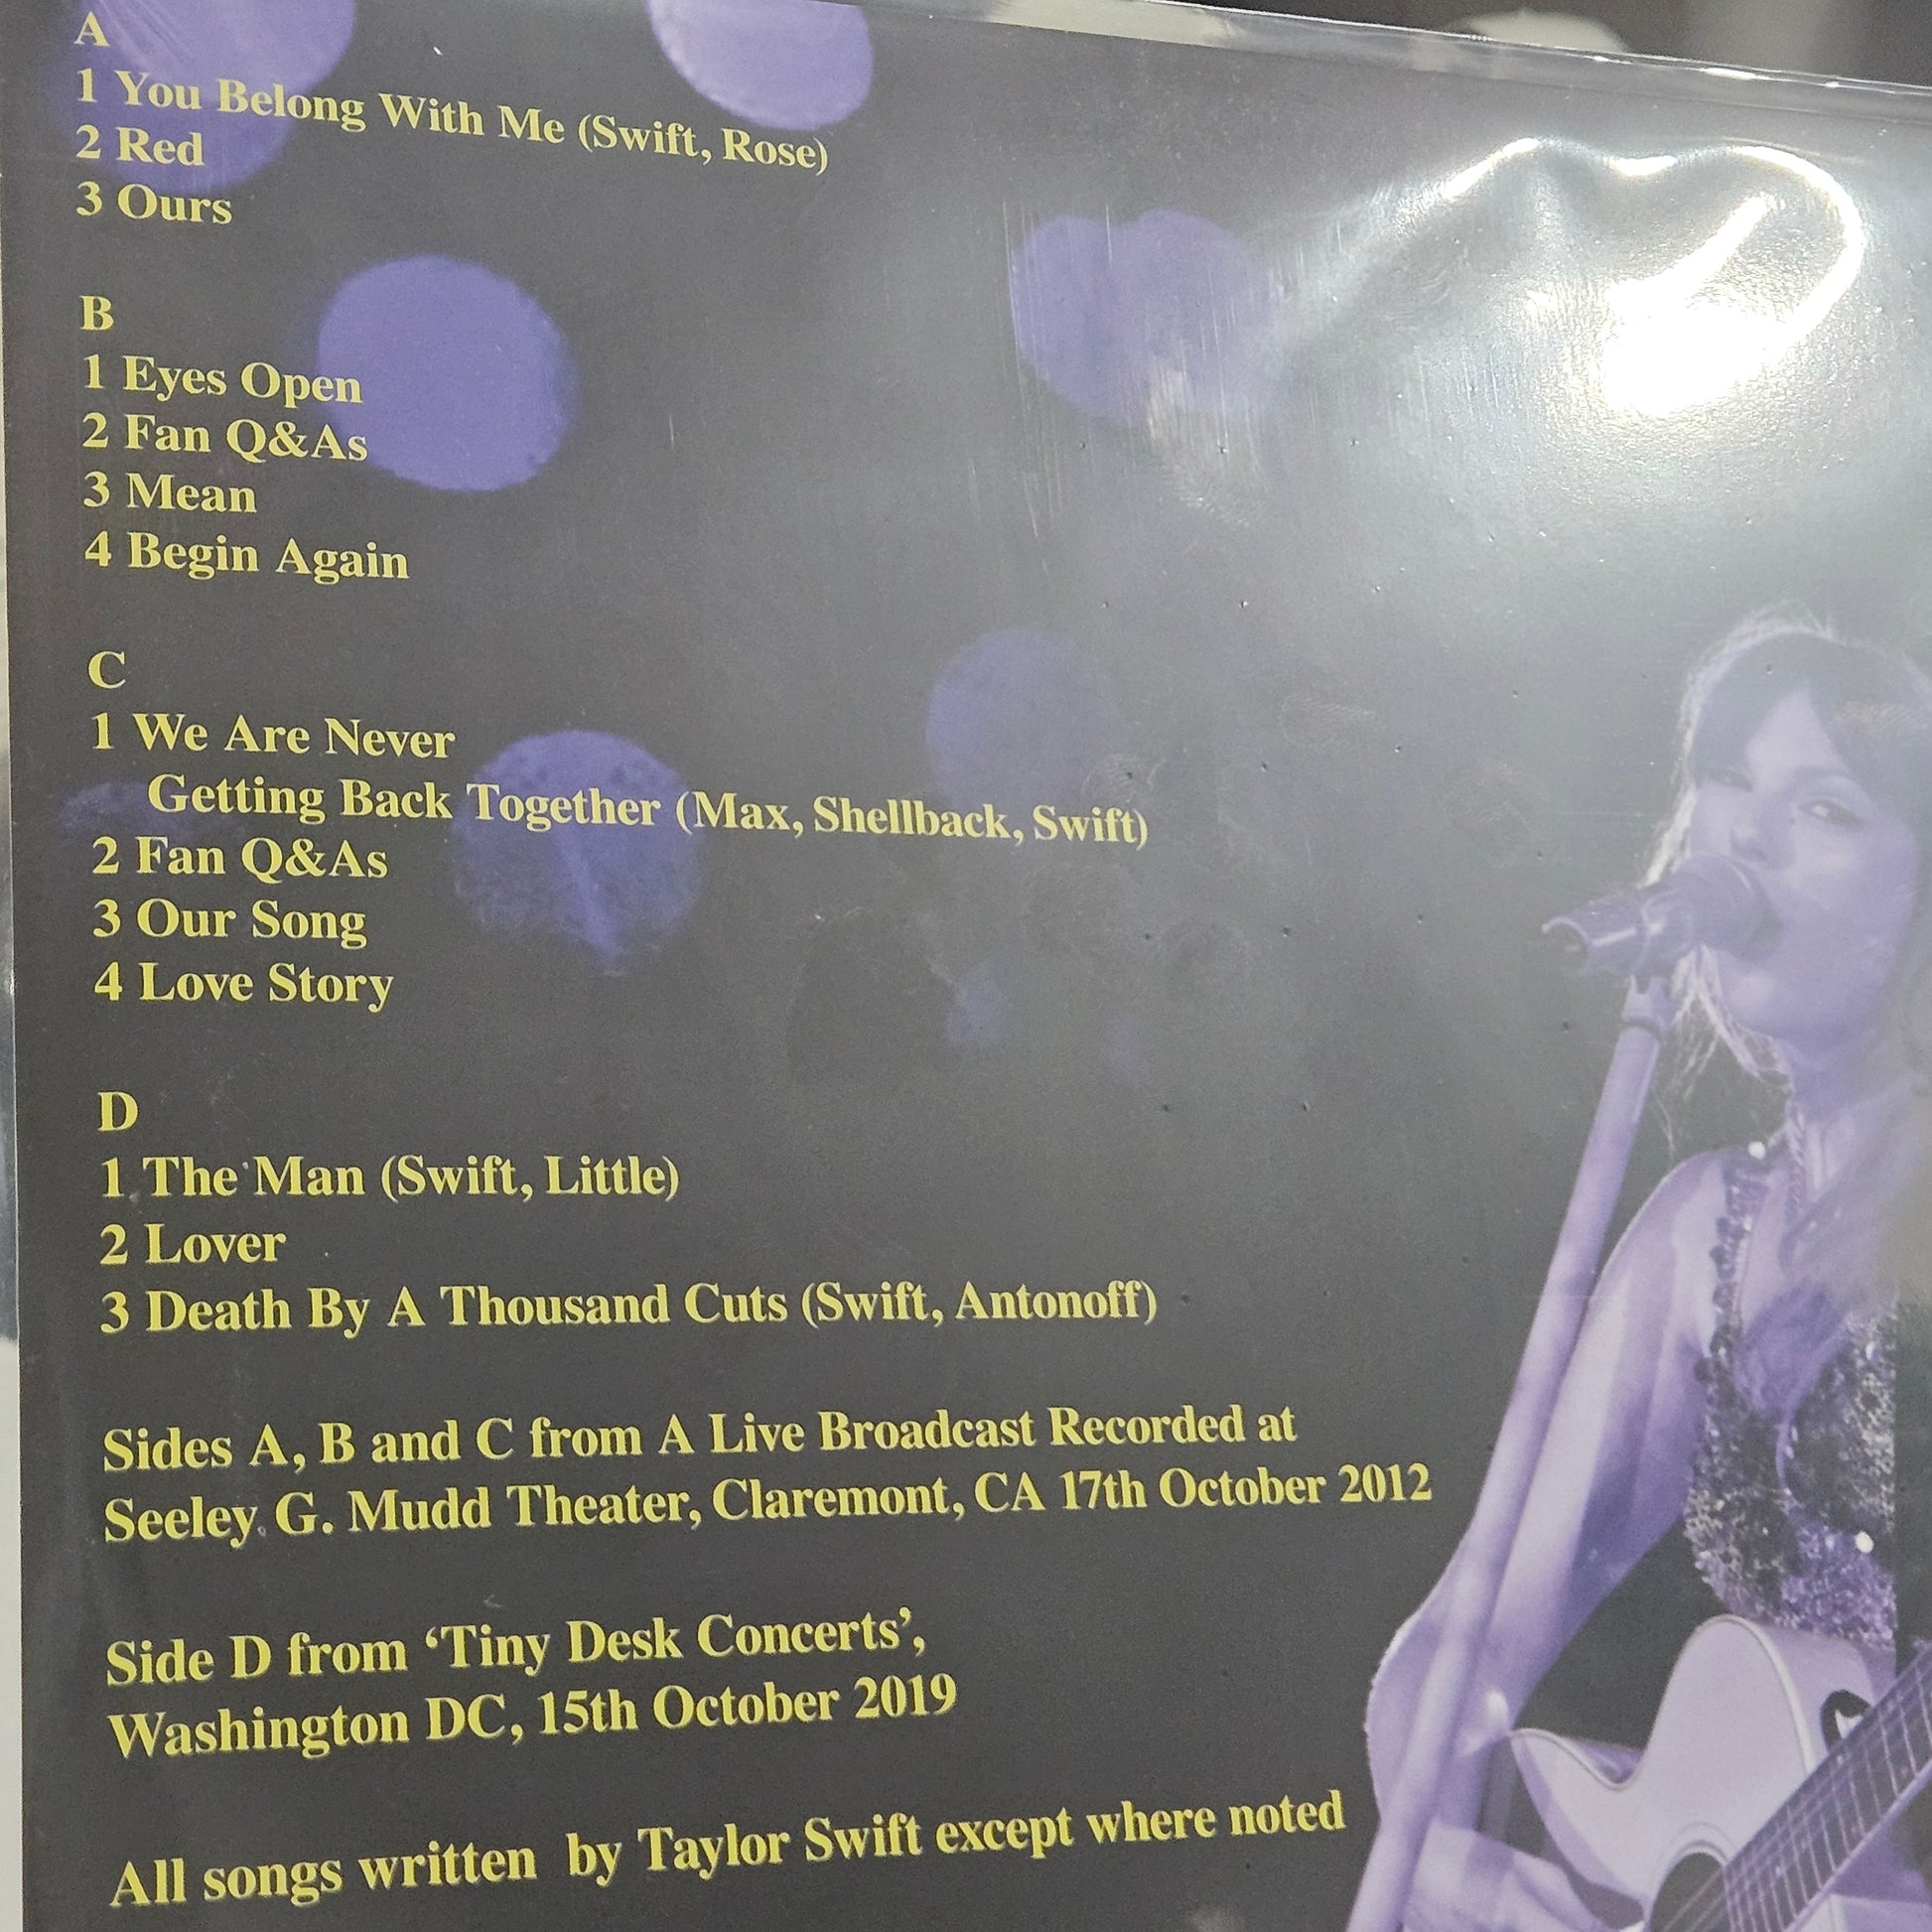 A
1 You Belong With Me (Swift, Rose)
2 Red
3 Ours
B
1 Eyes Open
2 Fan Q&As
3 Mean
4 Begin Again
C
1 We Are Never
Getting Back Together (Max, Shellback, Swift)
2 Fan Q&As
3 Our Song
4 Love Story
D
1 The Man (Swift, Little)
2 Lover
3 Death By A Thousand Cuts (Swift, Antonoff)
Sides A, B and C from A Live Broadcast Recorded at
Seeley G. Mudd Theater, Claremont, CA 17th October 2012
Side D from ‘Tiny Desk Concerts’,
Washington DC, 15th October 2019
All songs written by Taylor Swift except where noted